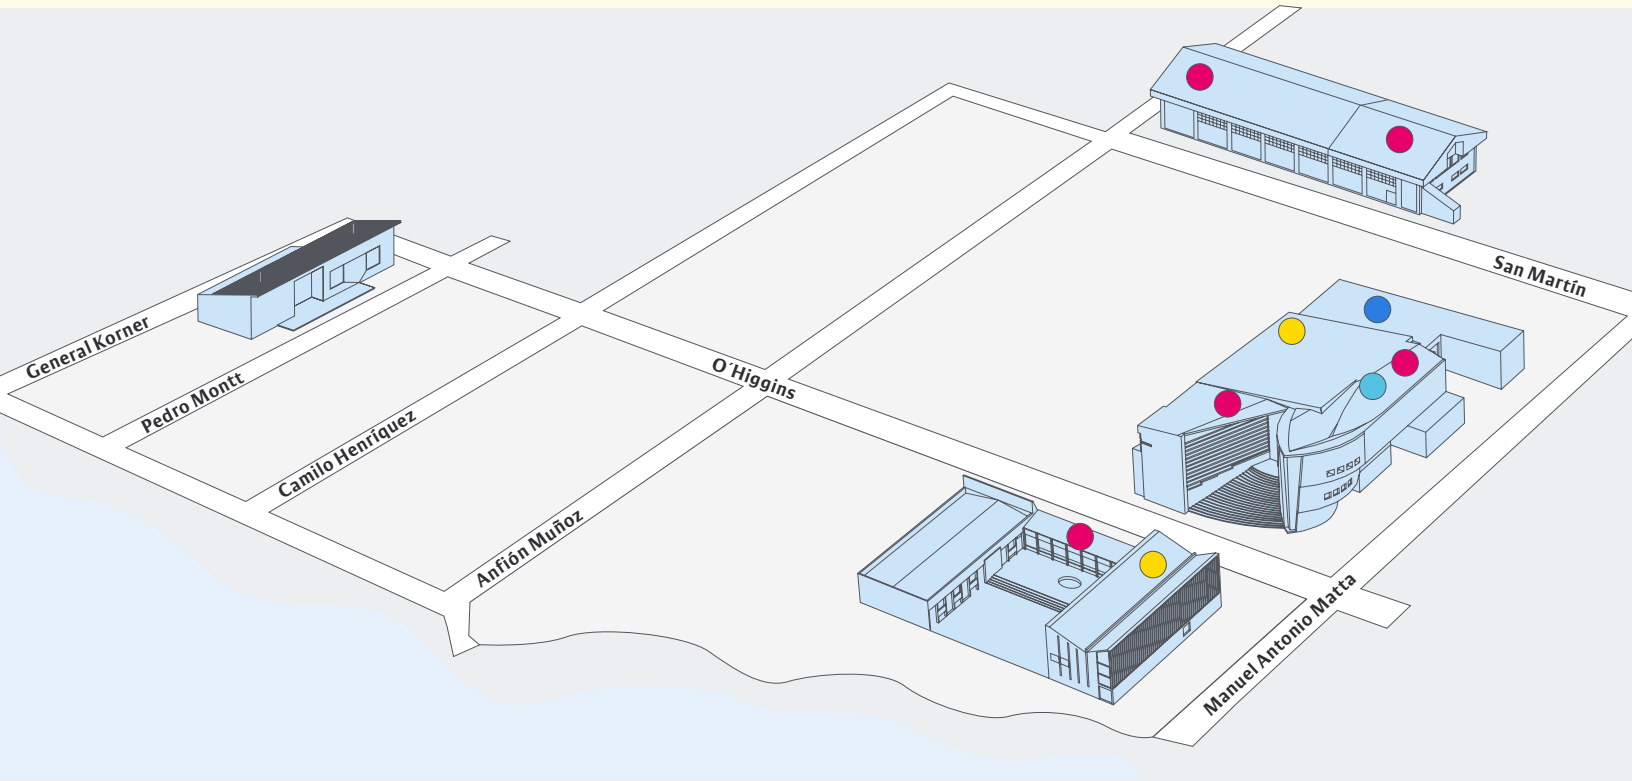 San Martín
General Korner
Pedro Montt
O´Higgins
Camilo Henríquez
Anfión Muñoz
Manuel Antonio Matta